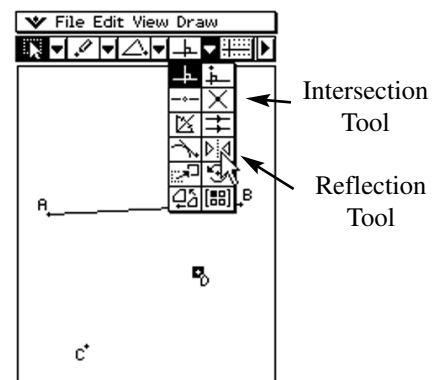 File Edit View Draw
Intersection
Tool
Reflection
Tool
A
B
D
C